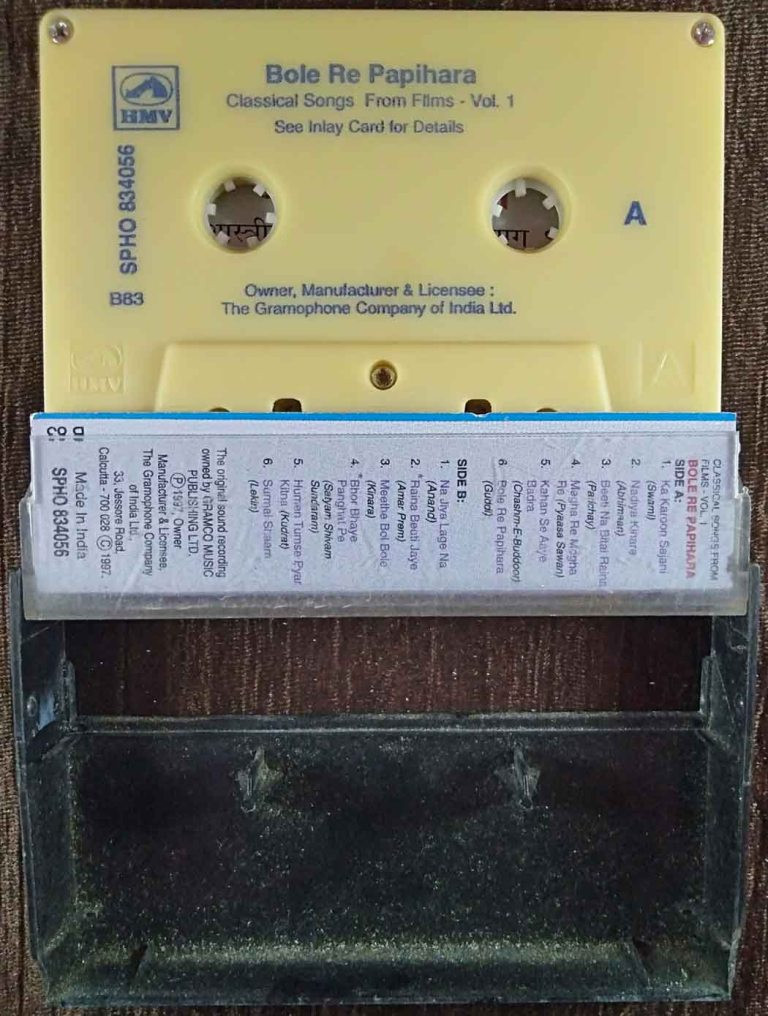 HMV
Bole Re Papihara
Classical Songs From Films - Vol. 1
See Inlay Card for Details
SPHO 834056
B83
A
Owner, Manufacturer & Licensee :
The Gramophone Company of India Ltd.
HMV
A
CLASSICAL SONGS FROM
FILMS - VOL. 1
BOLE RE PAPIHARA
SIDE A:
1. Ka Karoon Sajani
(Swami)
2. Nadiya Kinare
(Abhimaan)
3. Beeti Na Bitai Raina
(Parichay)
4. Megha Re Megha
Re (Pyaasa Sawan)
5. Kahan Se Aaye
Badra
(Chashm-E-Buddoor)
6. Bole Re Papihara
(Guddi)
SIDE B:
1. Na Jiya Lage Na
(Anand)
2. *Raina Beeti Jaye
(Amar Prem)
3. Meethe Bol Bole
(Kinara)
4. *Bhor Bhaye
Panghat Pe
(Satyam Shivam
Sundaram)
5. Humen Tumse Pyar
Kitna (Kudrat)
6. Surmai Shaam
(Lekin)
The original sound recording
owned by GRAMCO MUSIC
PUBLISHING LTD.
Ⓟ 1997. Owner
Manufacturer & Licensee,
The Gramophone Company
of India Ltd.,
33, Jessore Road,
Calcutta - 700 028 © 1997.
Made in India
SPHO 834056